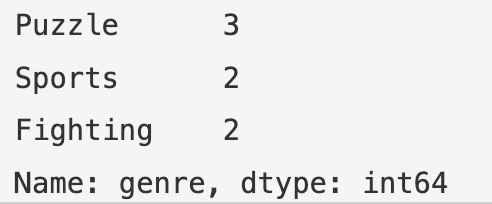 Puzzle      3
Sports      2
Fighting    2
Name: genre, dtype: int64